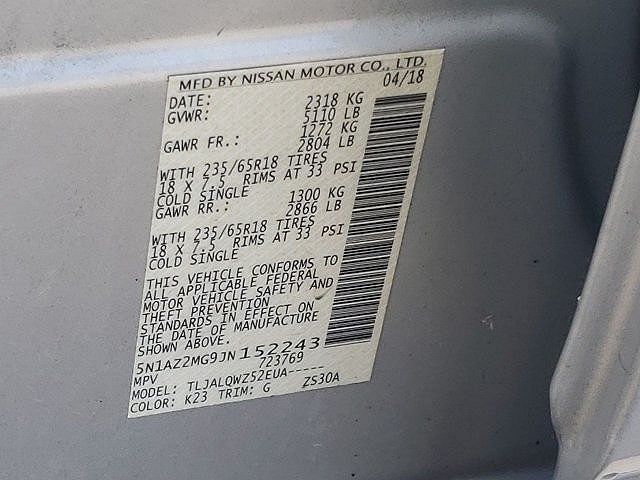 MFD BY NISSAN MOTOR CO., LTD.
DATE: 04/18
GVWR: 2318 KG
5110 LB
GAWR FR.: 1272 KG
2804 LB
WITH 235/65R18 TIRES
18 X 7.5 RIMS AT 33 PSI
COLD SINGLE
GAWR RR.: 1300 KG
2866 LB
WITH 235/65R18 TIRES
18 X 7.5 RIMS AT 33 PSI
COLD SINGLE
THIS VEHICLE CONFORMS TO
ALL APPLICABLE FEDERAL
MOTOR VEHICLE SAFETY AND
THEFT PREVENTION
STANDARDS IN EFFECT ON
THE DATE OF MANUFACTURE
SHOWN ABOVE.
5N1AZ2MG9JN152243
MPV 723769
MODEL: TLJALQWZ52EUA-----
COLOR: K23 TRIM: G ZS30A